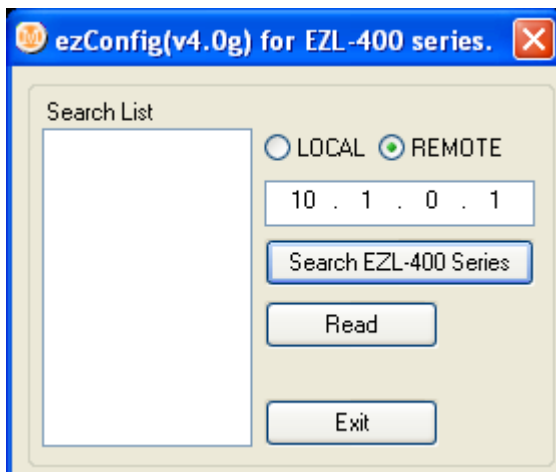 ezConfig(v4.0g) for EZL-400 series.
Search List
LOCAL REMOTE
10 . 1 . 0 . 1
Search EZL-400 Series
Read
Exit